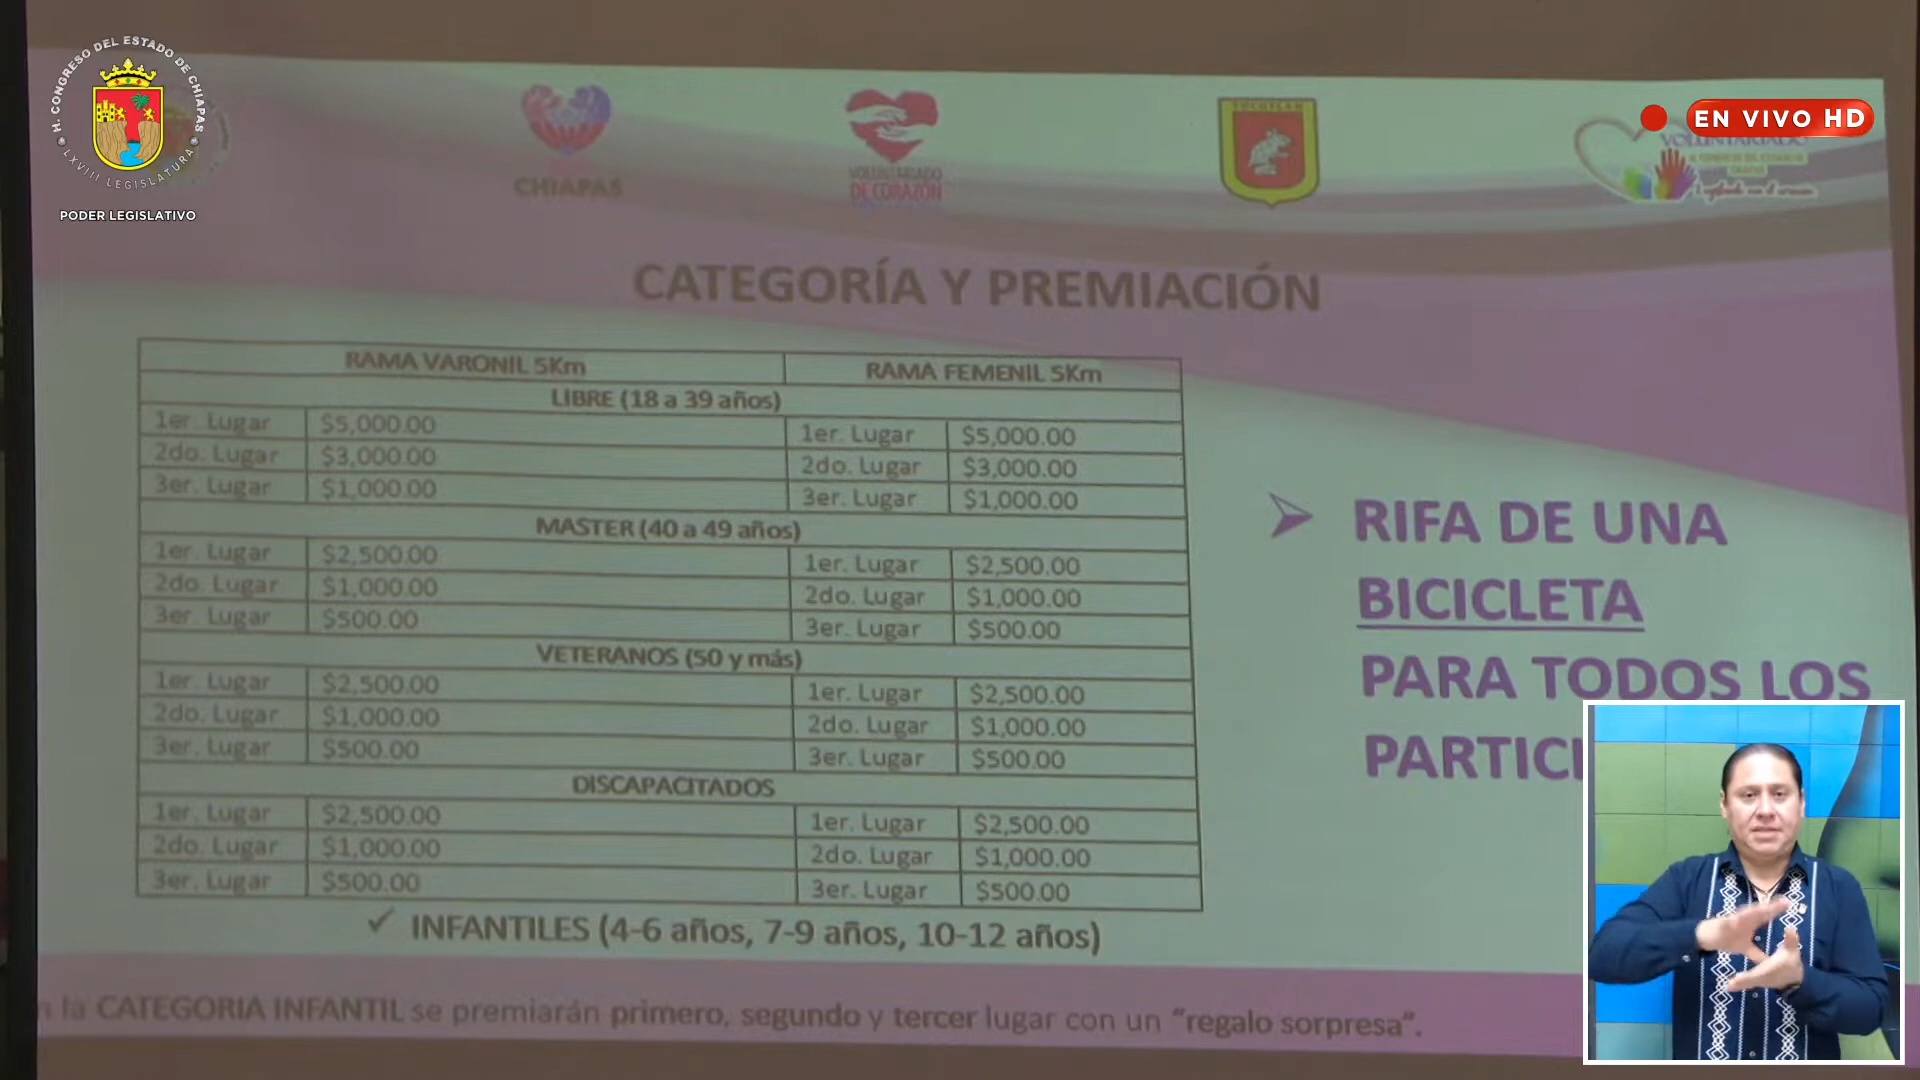 H. CONGRESO DEL ESTADO DE CHIAPAS
LXVIII LEGISLATURA
PODER LEGISLATIVO
CHIAPAS
VOLUNTARIADO
DE CORAZÓN
EN VIVO HD
VOLUNTARIADO
CATEGORÍA Y PREMIACIÓN
RAMA VARONIL 5Km RAMA FEMENIL 5Km
LIBRE (18 a 39 años)
1er. Lugar $5,000.00 1er. Lugar $5,000.00
2do. Lugar $3,000.00 2do. Lugar $3,000.00
3er. Lugar $1,000.00 3er. Lugar $1,000.00
MASTER (40 a 49 años)
1er. Lugar $2,500.00 1er. Lugar $2,500.00
2do. Lugar $1,000.00 2do. Lugar $1,000.00
3er. Lugar $500.00 3er. Lugar $500.00
VETERANOS (50 y más)
1er. Lugar $2,500.00 1er. Lugar $2,500.00
2do. Lugar $1,000.00 2do. Lugar $1,000.00
3er. Lugar $500.00 3er. Lugar $500.00
DISCAPACITADOS
1er. Lugar $2,500.00 1er. Lugar $2,500.00
2do. Lugar $1,000.00 2do. Lugar $1,000.00
3er. Lugar $500.00 3er. Lugar $500.00
✓ INFANTILES (4-6 años, 7-9 años, 10-12 años)
➢ RIFA DE UNA
BICICLETA
PARA TODOS LOS
PARTICI
la CATEGORIA INFANTIL se premiarán primero, segundo y tercer lugar con un "regalo sorpresa".